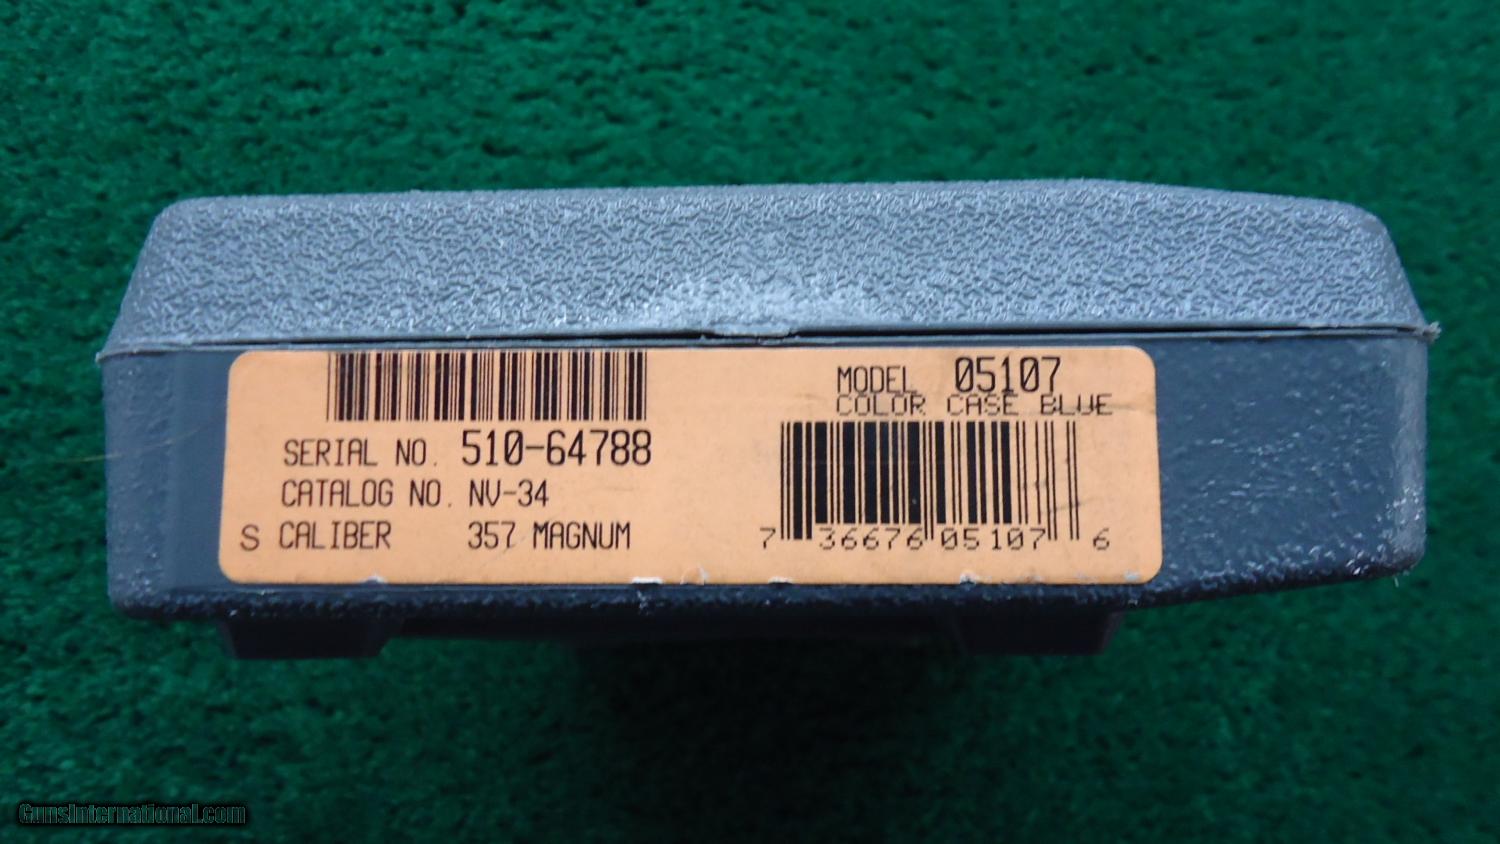 SERIAL NO. 510-64788
CATALOG NO. NV-34
S CALIBER 357 MAGNUM
MODEL 05107
COLOR CASE BLUE
7 36676 05107 6
GunsInternational.com